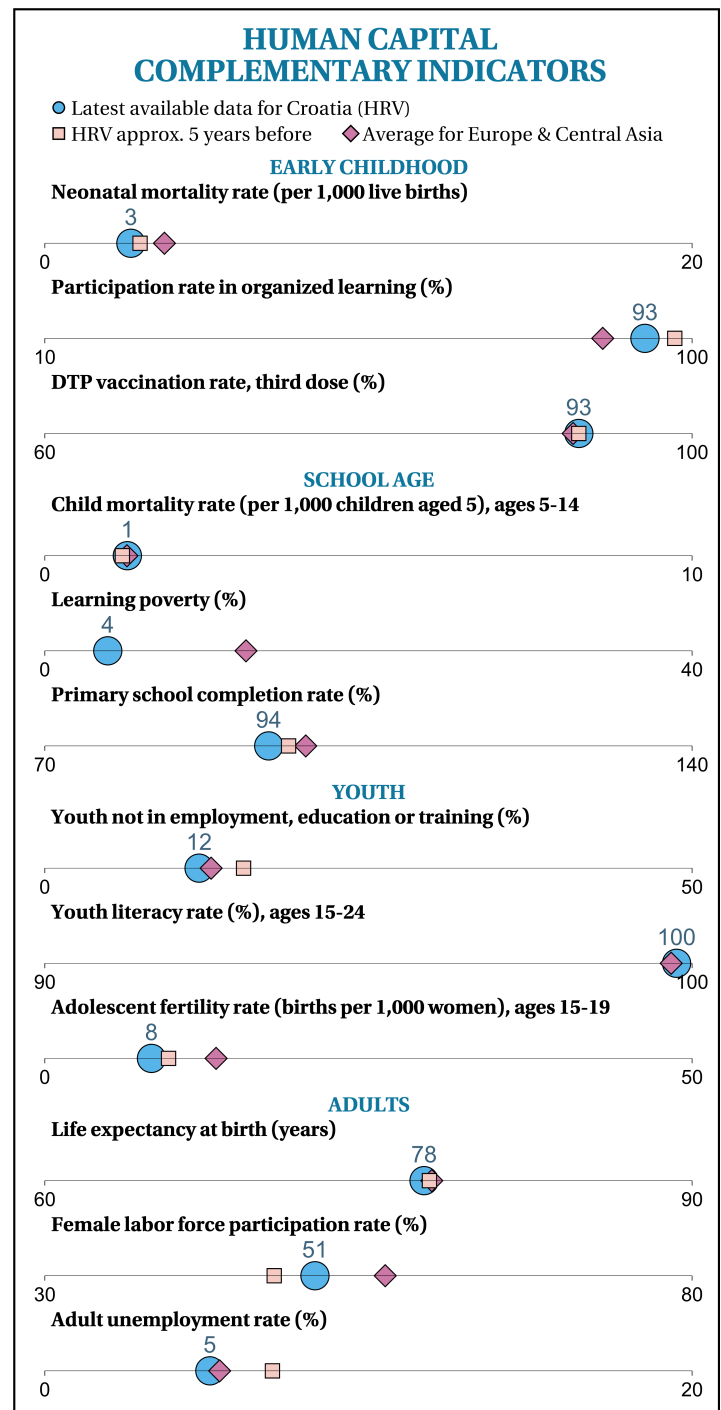 HUMAN CAPITAL
COMPLEMENTARY INDICATORS
Latest available data for Croatia (HRV)
HRV approx. 5 years before Average for Europe & Central Asia
EARLY CHILDHOOD
Neonatal mortality rate (per 1,000 live births)
3
0 20
Participation rate in organized learning (%)
93
10 100
DTP vaccination rate, third dose (%)
93
60 100
SCHOOL AGE
Child mortality rate (per 1,000 children aged 5), ages 5-14
1
0 10
Learning poverty (%)
4
0 40
Primary school completion rate (%)
94
70 140
YOUTH
Youth not in employment, education or training (%)
12
0 50
Youth literacy rate (%), ages 15-24
100
90 100
Adolescent fertility rate (births per 1,000 women), ages 15-19
8
0 50
ADULTS
Life expectancy at birth (years)
78
60 90
Female labor force participation rate (%)
51
30 80
Adult unemployment rate (%)
5
0 20